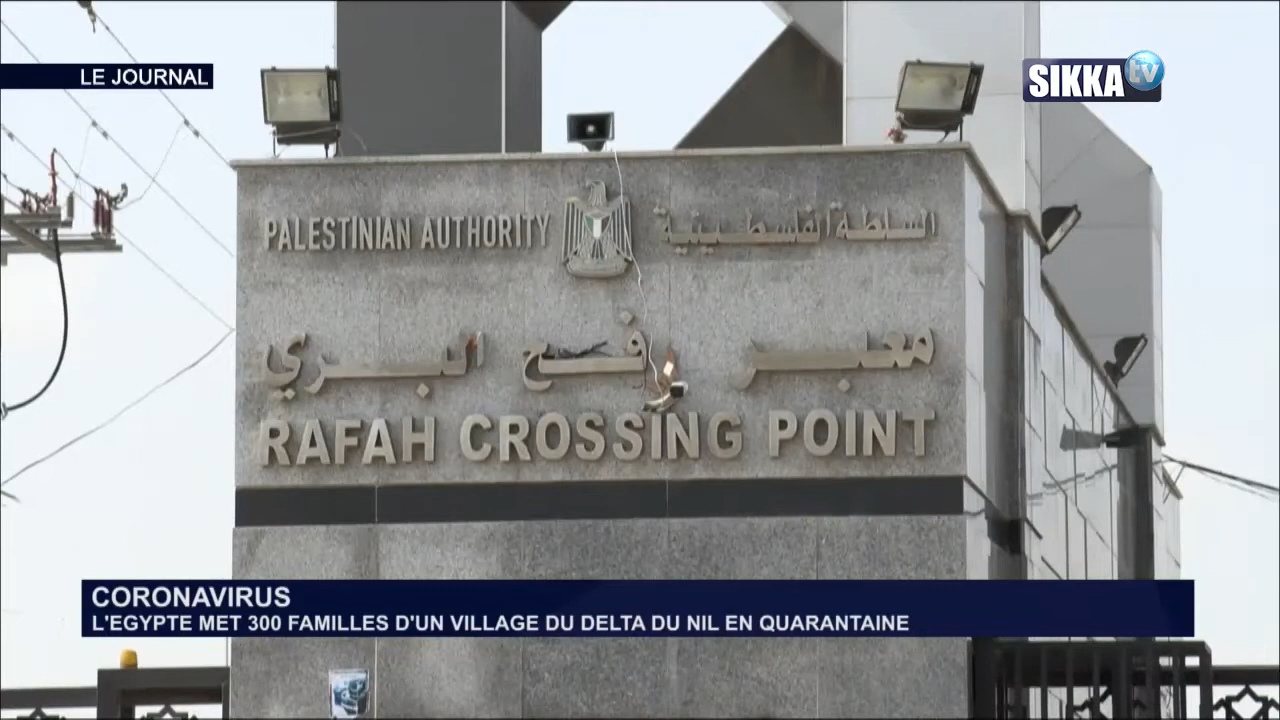 LE JOURNAL
SIKKA tv
PALESTINIAN AUTHORITY
السلطة الفلسطينية
معبر رفح البري
RAFAH CROSSING POINT
CORONAVIRUS
L'EGYPTE MET 300 FAMILLES D'UN VILLAGE DU DELTA DU NIL EN QUARANTAINE